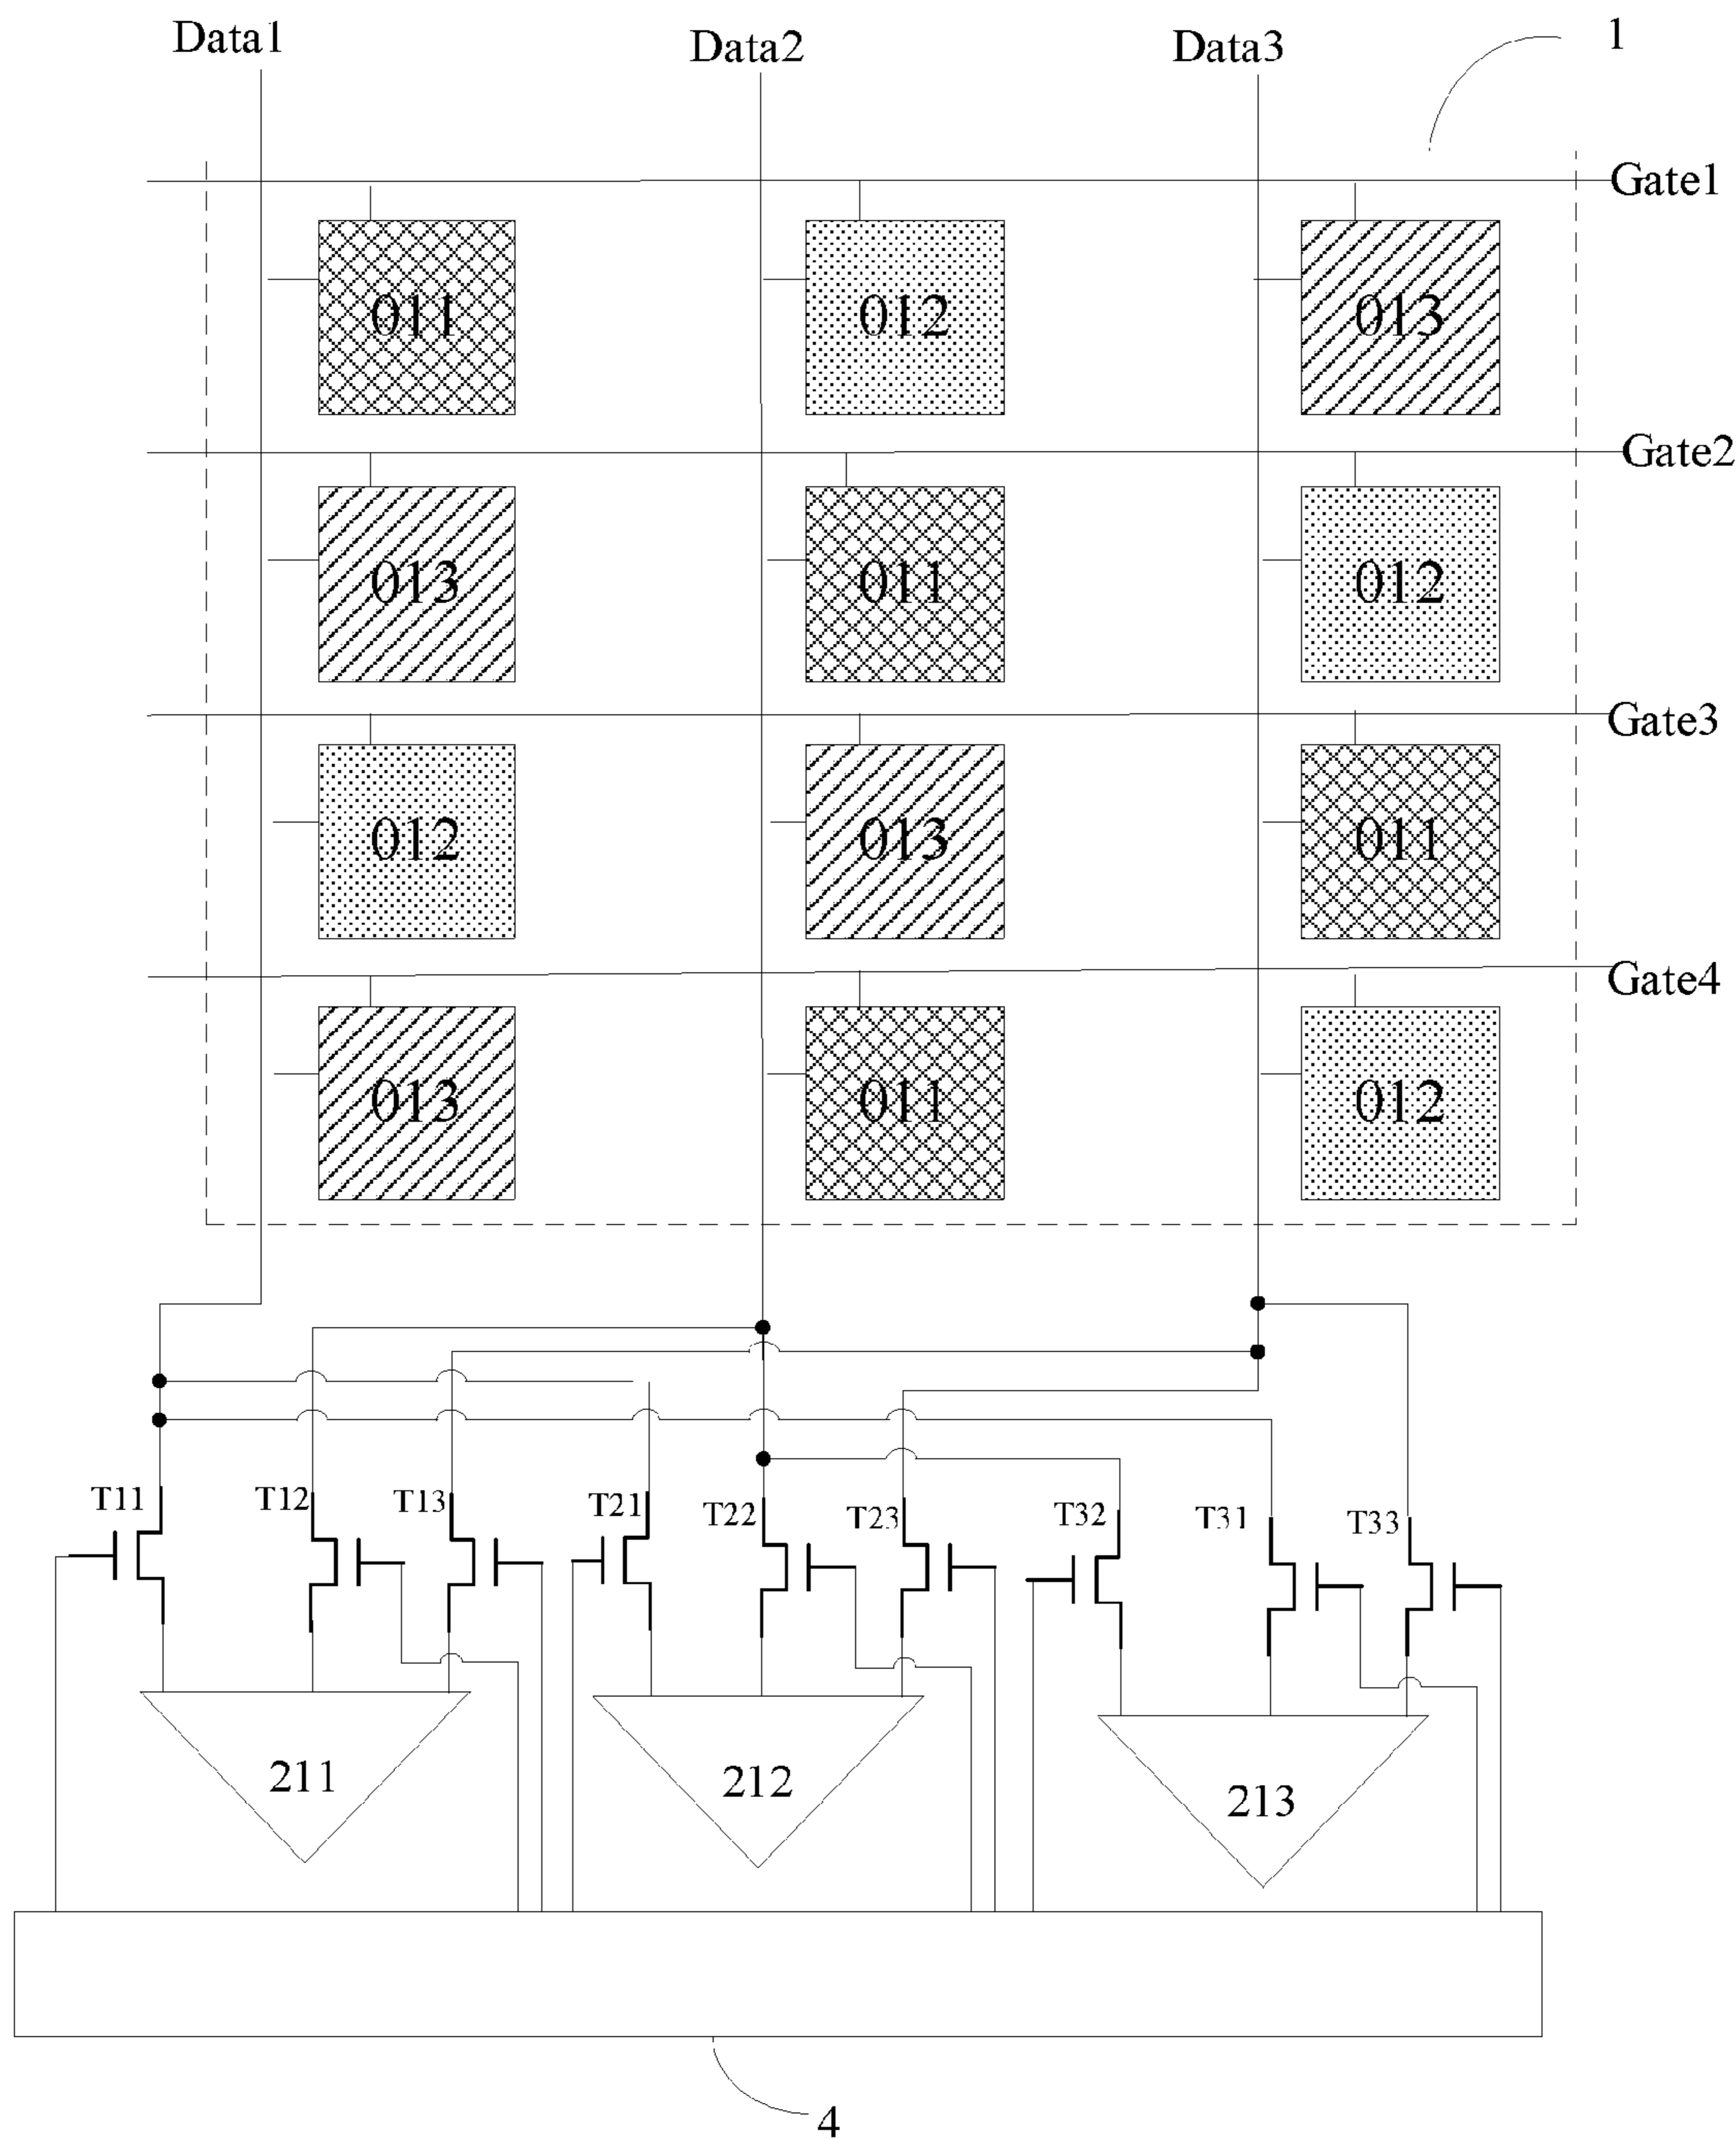 Data1 Data2 Data3 1
Gate1
011 012 013
Gate2
013 011 012
Gate3
012 013 011
Gate4
013 011 012
T11 T12 T13 T21 T22 T23 T32 T31 T33
211 212 213
4